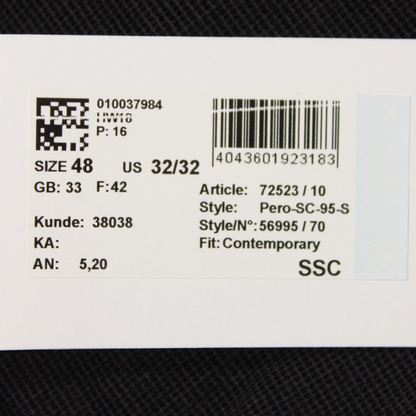 010037984
HW18
P: 16
4043601923183
SIZE 48 US 32/32
GB: 33 F:42
Article: 72523 / 10
Style: Pero-SC-95-S
Kunde: 38038
Style/N°: 56995 / 70
KA:
Fit: Contemporary
AN: 5,20
SSC